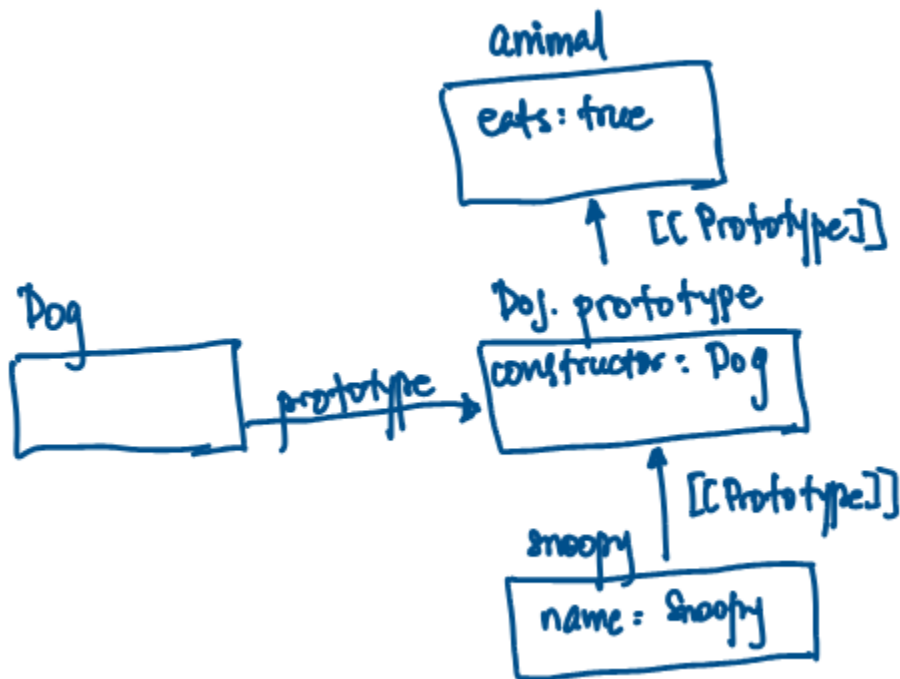 animal
eats: true
[[Prototype]]
Dog
Dog. prototype
constructor: Dog
prototype
[[Prototype]]
snoopy
name: Snoopy